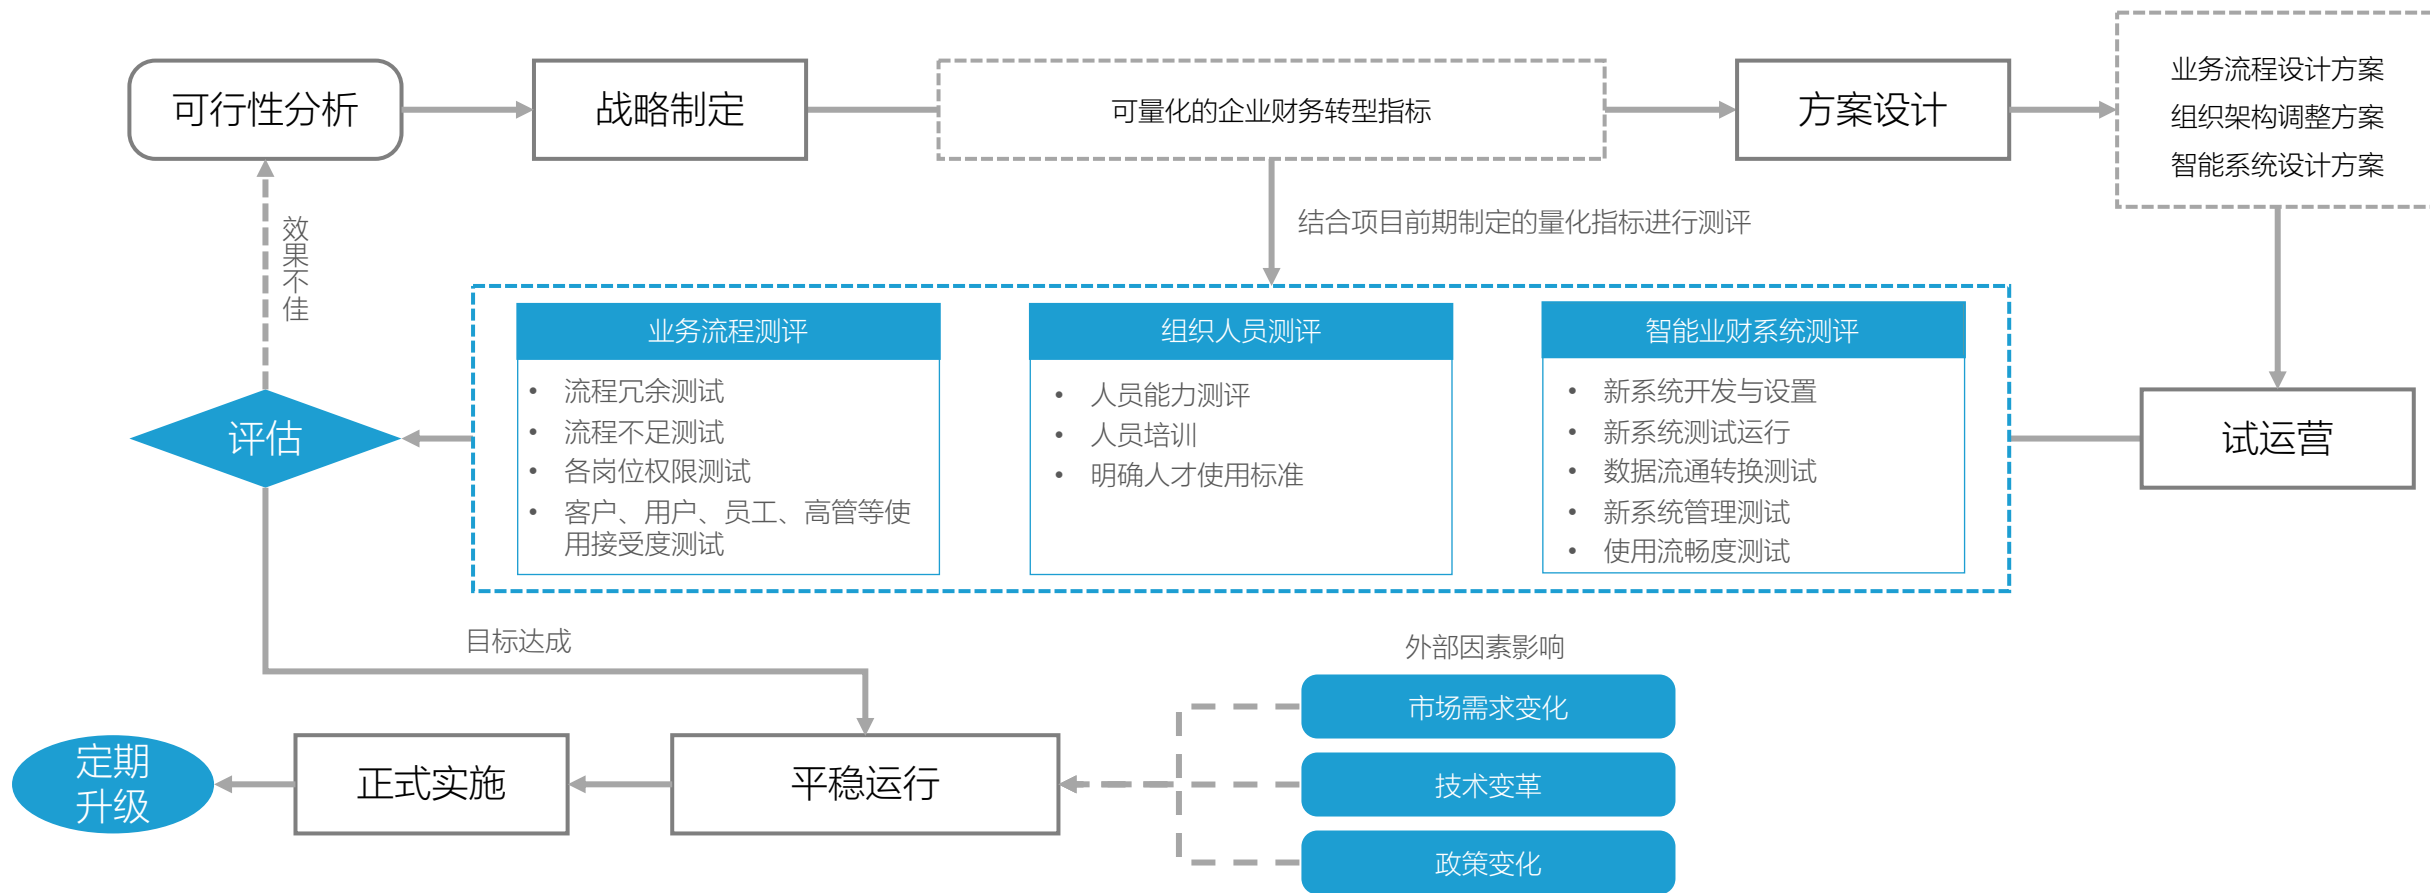 可行性分析
战略制定
可量化的企业财务转型指标
方案设计
业务流程设计方案
组织架构调整方案
智能系统设计方案
效果不佳
结合项目前期制定的量化指标进行测评
业务流程测评
• 流程冗余测试
• 流程不足测试
• 各岗位权限测试
• 客户、用户、员工、高管等使
用接受度测试
组织人员测评
• 人员能力测评
• 人员培训
• 明确人才使用标准
智能业财系统测评
• 新系统开发与设置
• 新系统测试运行
• 数据流通转换测试
• 新系统管理测试
• 使用流畅度测试
评估
试运营
目标达成
外部因素影响
市场需求变化
技术变革
政策变化
定期
升级
正式实施
平稳运行